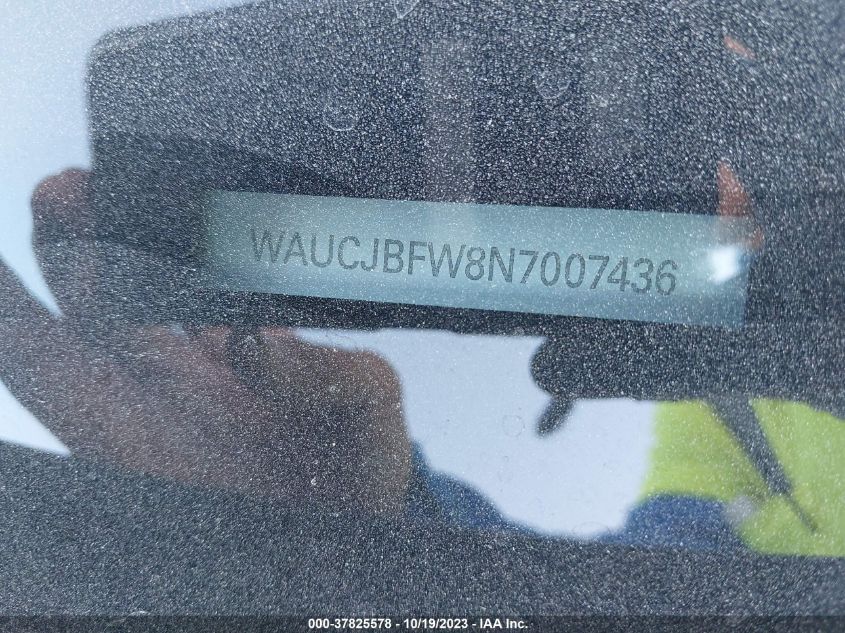 WAUCJBFW8N7007436
000-37825578 - 10/19/2023 - IAA Inc.